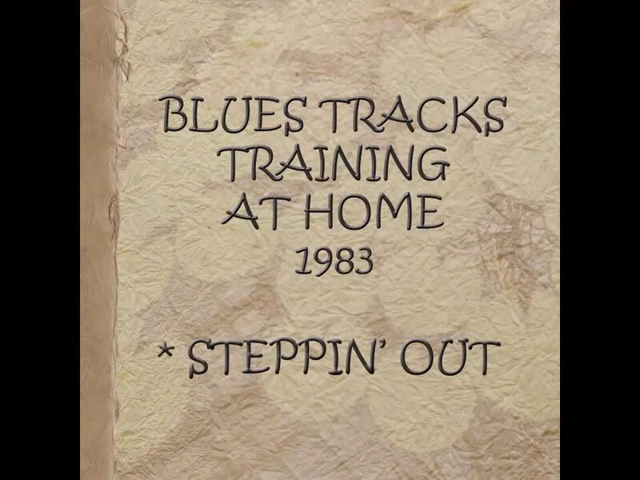 BLUES TRACKS
TRAINING
AT HOME
1983
* STEPPIN' OUT